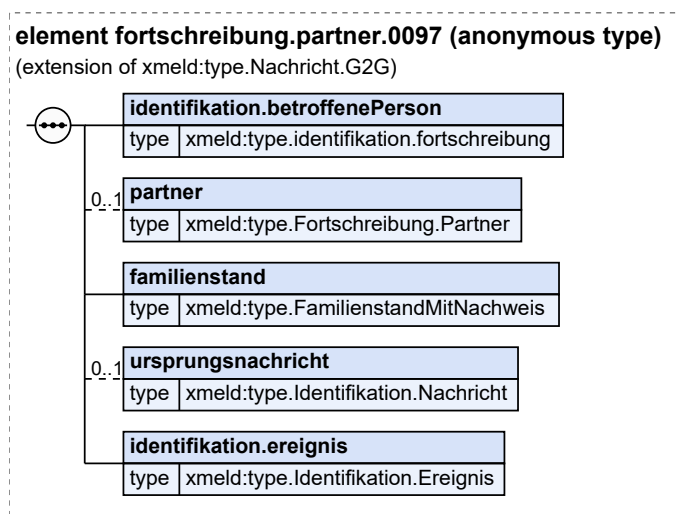 element fortschreibung.partner.0097 (anonymous type)
(extension of xmeld:type.Nachricht.G2G)
identifikation.betroffenePerson
type xmeld:type.identifikation.fortschreibung
0..1 partner
type xmeld:type.Fortschreibung.Partner
familienstand
type xmeld:type.FamilienstandMitNachweis
0..1 ursprungsnachricht
type xmeld:type.Identifikation.Nachricht
identifikation.ereignis
type xmeld:type.Identifikation.Ereignis